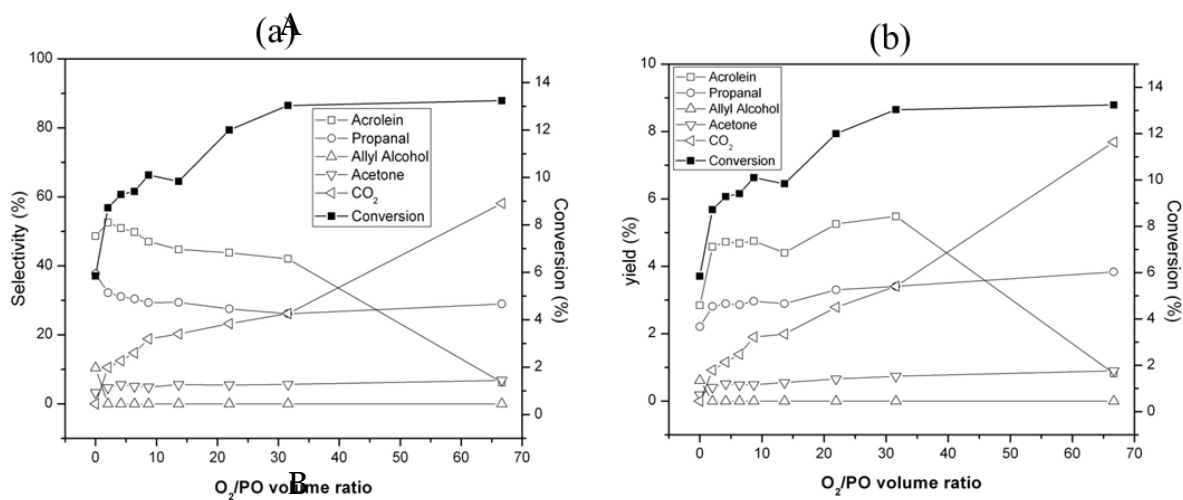 (a)
A
100
80
60
40
20
0
Selectivity (%)
14
12
10
8
6
4
2
0
Conversion (%)
Acrolein
Propanal
Allyl Alcohol
Acetone
CO₂
Conversion
0 10 20 30 40 50 60 70
O₂/PO volume ratio
B
(b)
10
8
6
4
2
0
yield (%)
14
12
10
8
6
4
2
0
Conversion (%)
Acrolein
Propanal
Allyl Alcohol
Acetone
CO₂
Conversion
0 10 20 30 40 50 60 70
O₂/PO volume ratio